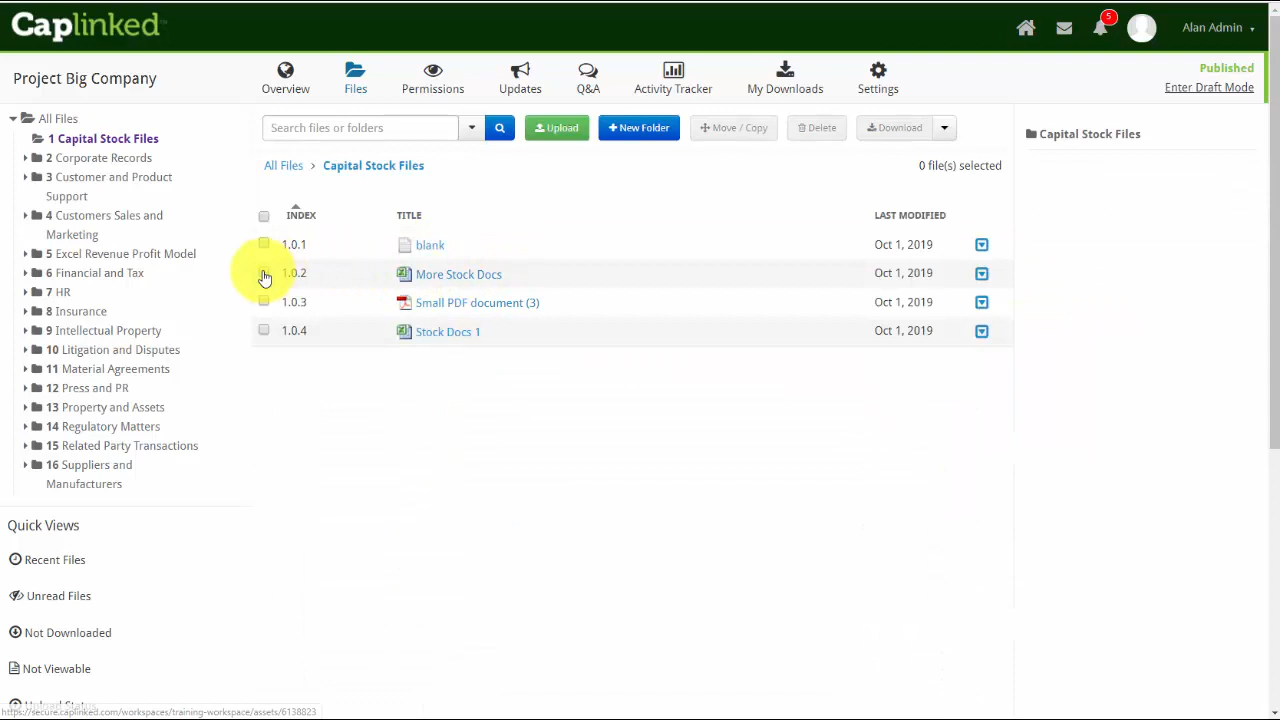 Caplinked
5
Alan Admin
Project Big Company
Overview
Files
Permissions
Updates
Q&A
Activity Tracker
My Downloads
Settings
Published
Enter Draft Mode
All Files
1 Capital Stock Files
2 Corporate Records
3 Customer and Product
Support
4 Customers Sales and
Marketing
5 Excel Revenue Profit Model
6 Financial and Tax
7 HR
8 Insurance
9 Intellectual Property
10 Litigation and Disputes
11 Material Agreements
12 Press and PR
13 Property and Assets
14 Regulatory Matters
15 Related Party Transactions
16 Suppliers and
Manufacturers
Quick Views
Recent Files
Unread Files
Not Downloaded
Not Viewable
Upload Status
https://secure.caplinked.com/workspaces/training-workspace/assets/6138823
Search files or folders
Upload
+ New Folder
Move / Copy
Delete
Download
All Files > Capital Stock Files
0 file(s) selected
INDEX TITLE LAST MODIFIED
1.0.1 blank Oct 1, 2019
1.0.2 More Stock Docs Oct 1, 2019
1.0.3 Small PDF document (3) Oct 1, 2019
1.0.4 Stock Docs 1 Oct 1, 2019
Capital Stock Files